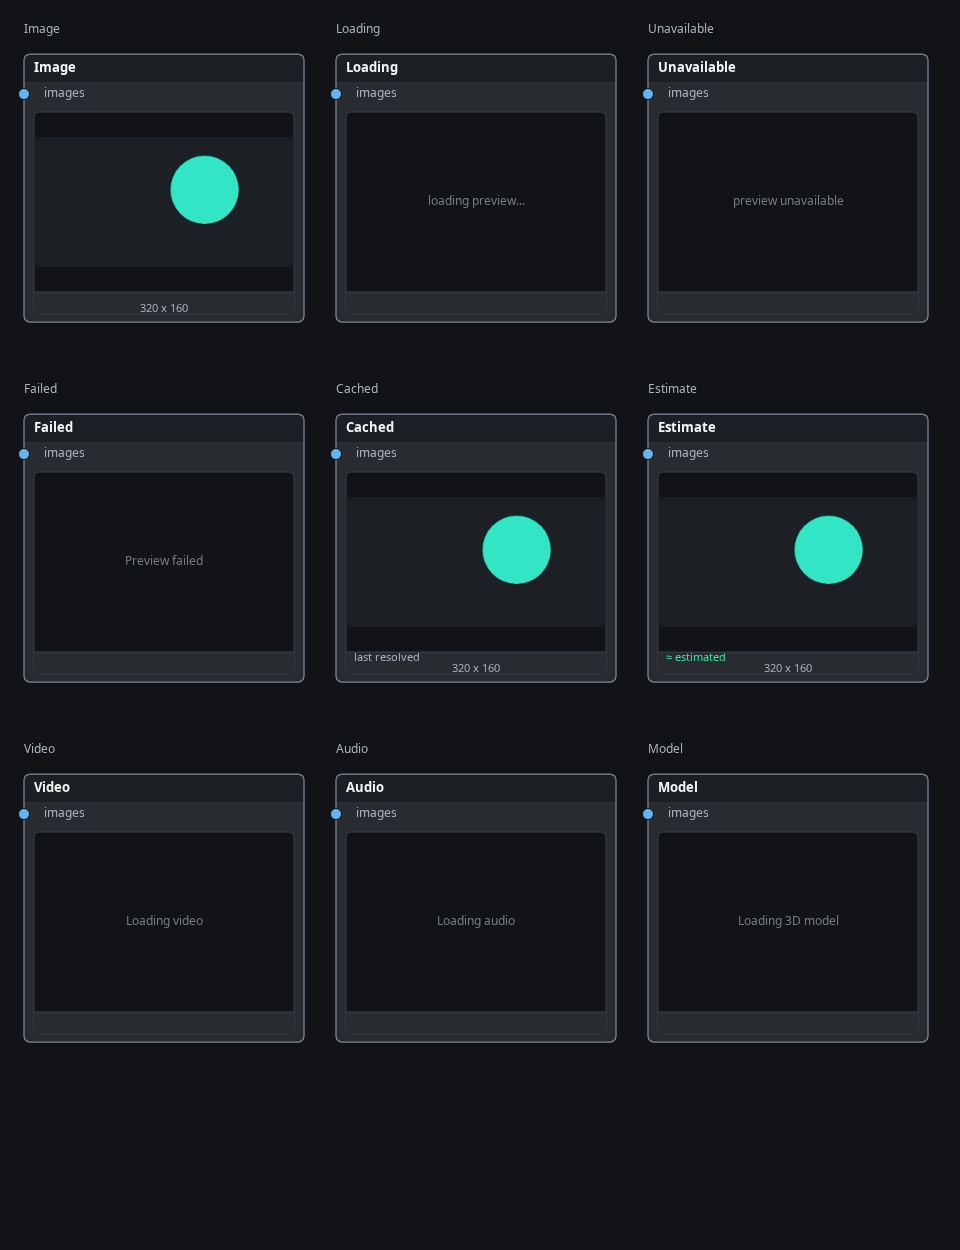 Image
Loading
Unavailable
Image
Loading
Unavailable
images
images
images
loading preview...
preview unavailable
320 x 160
Failed
Cached
Estimate
Failed
Cached
Estimate
images
images
images
Preview failed
last resolved
320 x 160
≈ estimated
320 x 160
Video
Audio
Model
Video
Audio
Model
images
images
images
Loading video
Loading audio
Loading 3D model